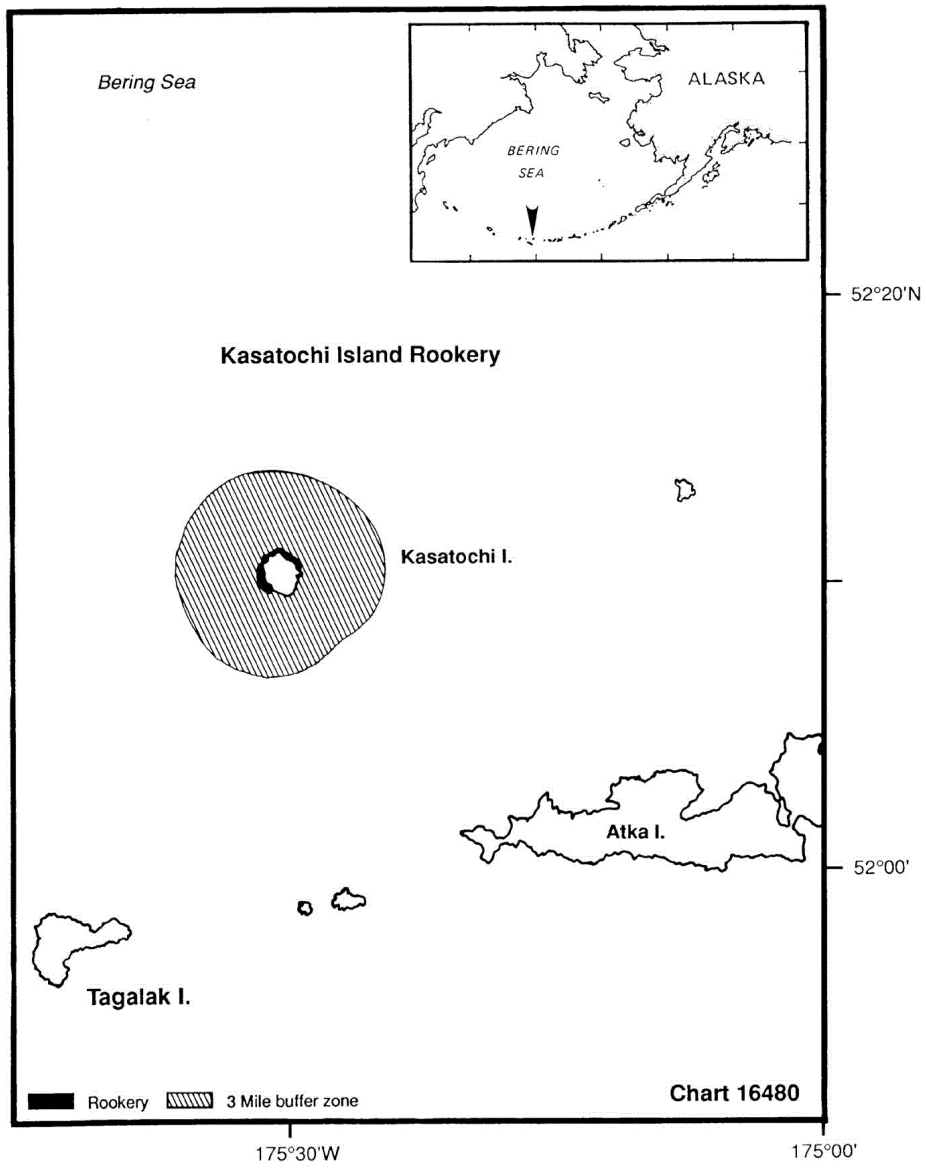 Bering Sea
ALASKA
BERING
SEA
52°20'N
Kasatochi Island Rookery
Kasatochi I.
Atka I.
52°00'
Tagalak I.
Rookery
3 Mile buffer zone
Chart 16480
175°30'W
175°00'